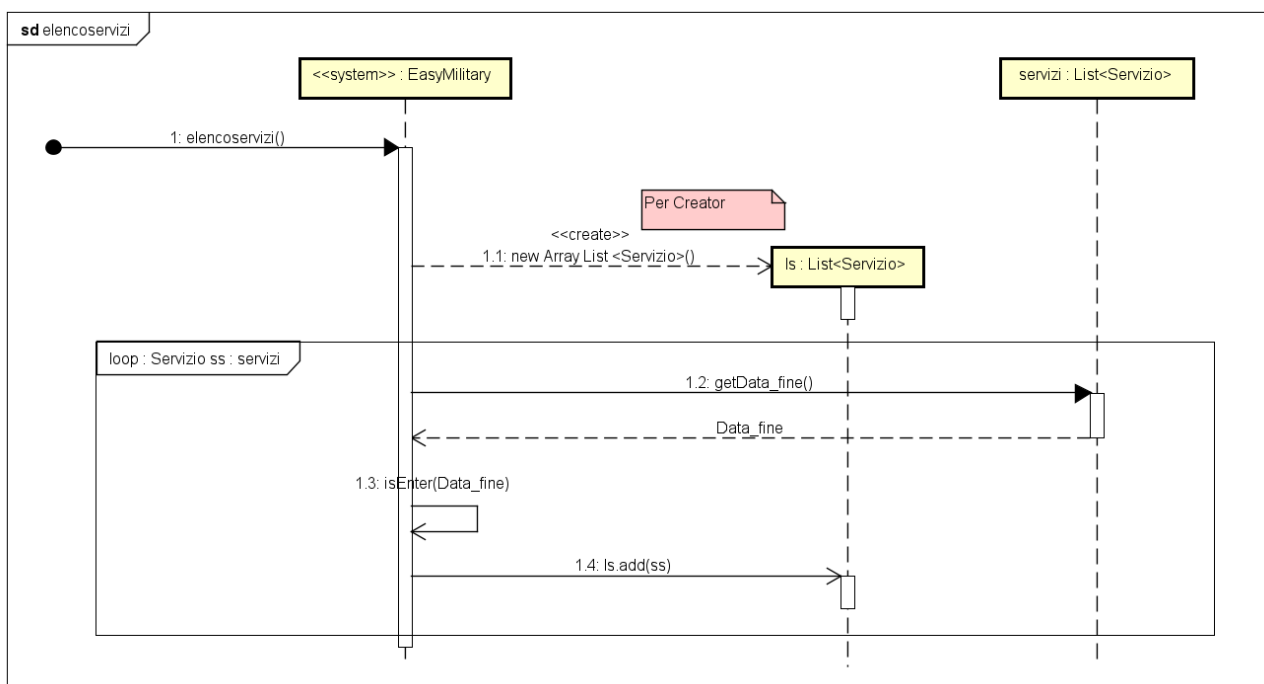 sd elencoservizi
<<system>> : EasyMilitary
servizi : List<Servizio>
1: elencoservizi()
Per Creator
<<create>>
1.1: new Array List <Servizio>()
ls : List<Servizio>
loop : Servizio ss : servizi
1.2: getData_fine()
Data_fine
1.3: isEnter(Data_fine)
1.4: ls.add(ss)